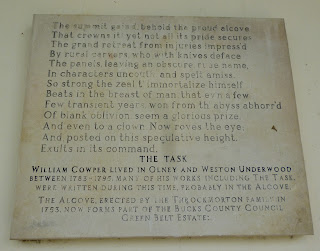 The summit gained, behold the proud alcove
That crowns it! yet not all its pride secures
The grand retreat from injuries impress'd
By rural carvers, who with knives deface
The panels, leaving an obscure, rude name,
In characters uncouth, and spelt amiss.
So strong the zeal t' immortalize himself
Beats in the breast of man, that even a few,
Few transient years, won from th' abyss abhorr'd
Of blank oblivion, seem a glorious prize,
And even to a clown. Now roves the eye;
And posted on this speculative height,
Exults in its command.
THE TASK
WILLIAM COWPER LIVED IN OLNEY AND WESTON UNDERWOOD
BETWEEN 1768 - 1795. MANY OF HIS WORKS INCLUDING THE TASK,
WERE WRITTEN DURING THIS TIME, PROBABLY IN THE ALCOVE.
THE ALCOVE, ERECTED BY THE THROCKMORTON FAMILY IN
1753, NOW FORMS PART OF THE BUCKS COUNTY COUNCIL
GREEN BELT ESTATE.